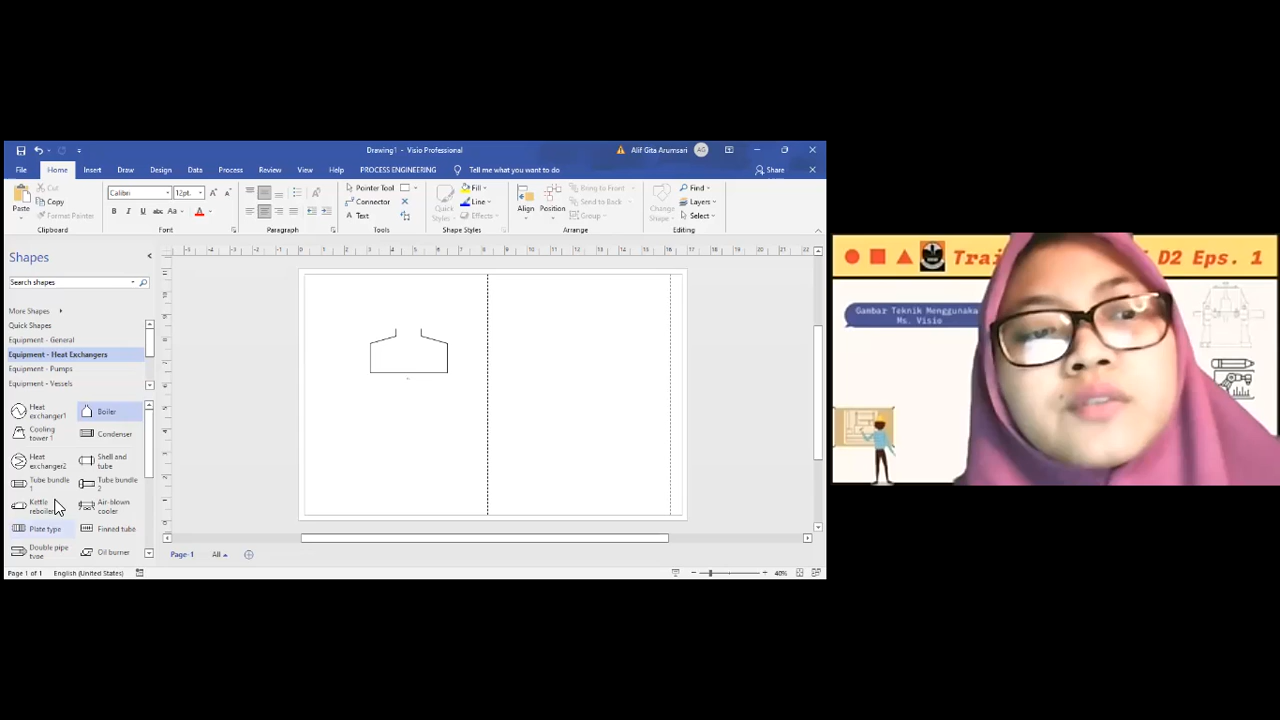 Drawing1 - Visio Professional
Alif Gita Arumsari AG
File Home Insert Draw Design Data Process Review View Help PROCESS ENGINEERING Tell me what you want to do Share
Paste
Cut
Copy
Format Painter
Clipboard
Calibri 12pt.
B I U abc Aa A
Font
Paragraph
Pointer Tool
Connector
Text
Tools
Quick Styles
Fill
Line
Effects
Shape Styles
Align
Position
Bring to Front
Send to Back
Group
Arrange
Change Shape
Find
Layers
Select
Editing
Shapes
Search shapes
More Shapes
Quick Shapes
Equipment - General
Equipment - Heat Exchangers
Equipment - Pumps
Equipment - Vessels
Heat exchanger1
Boiler
Cooling tower 1
Condenser
Heat exchanger2
Shell and tube
Tube bundle 1
Tube bundle 2
Kettle reboiler
Air-blown cooler
Plate type
Finned tube
Double pipe type
Oil burner
Page-1 All
Page 1 of 1 English (United States)
40%
D2 Eps. 1
Gambar Teknik
Ms. Visio